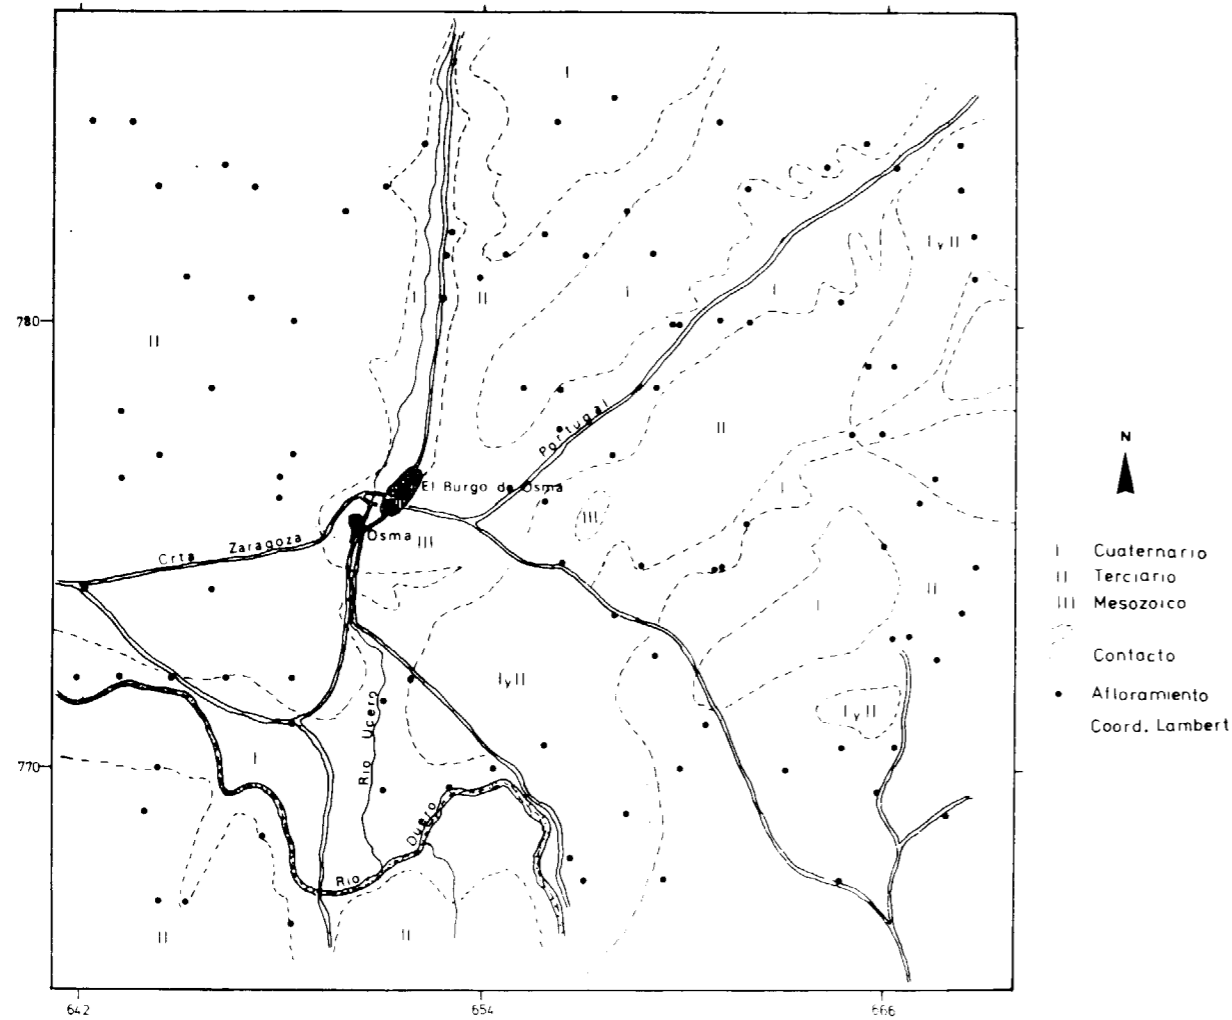 I
I y II
I
II
I
I
780
II
II
Portugal
N
El Burgo de Osma
I
III
Crta Zaragoza
Osma
III
I Cuaternario
II Terciario
III Mesozoico
Contacto
• Afloramiento
Coord. Lambert
I
II
I y II
I y II
Rio Ucero
I
770
Rio Duero
II
II
642
654
666